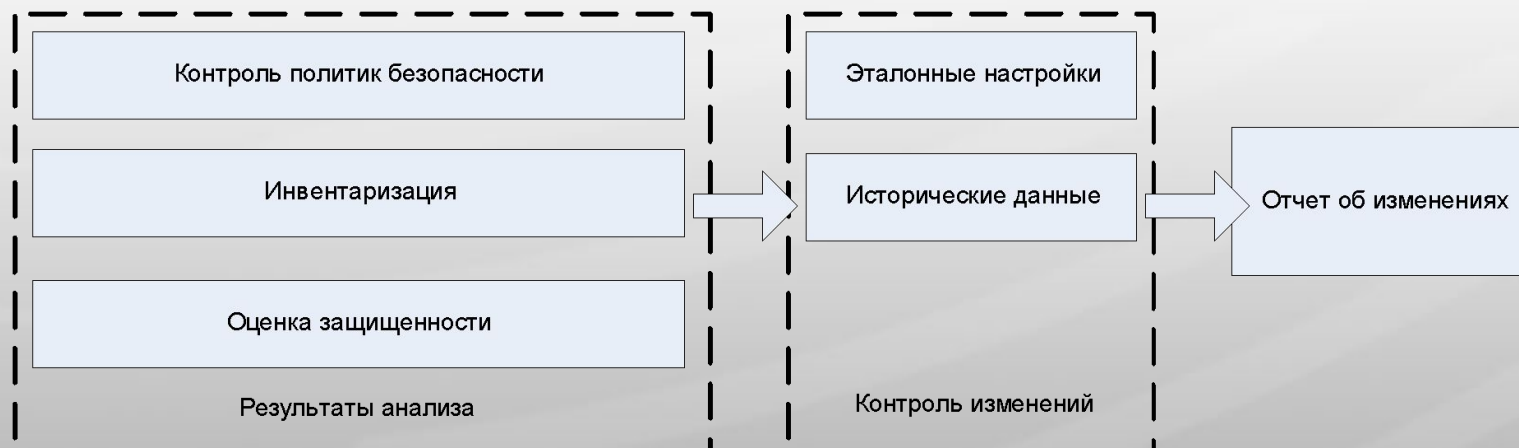 Контроль политик безопасности
Инвентаризация
Оценка защищенности
Результаты анализа
Эталонные настройки
Исторические данные
Контроль изменений
Отчет об изменениях